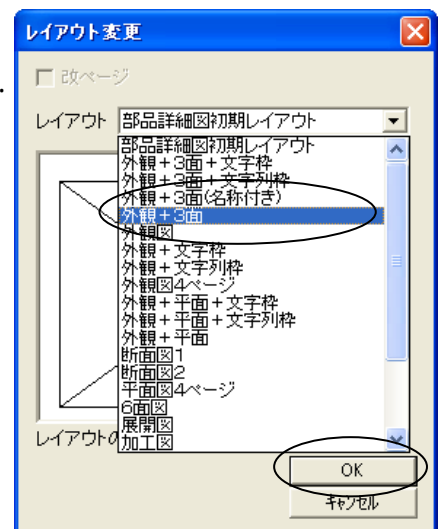 レイアウト変更
改ページ
レイアウト 部品詳細図初期レイアウト
部品詳細図初期レイアウト
外観+3面+文字枠
外観+3面+文字列枠
外観+3面(名称付き)
外観+3面
外観図
外観+文字枠
外観+文字列枠
外観図4ページ
外観+平面+文字枠
外観+平面+文字列枠
外観+平面
断面図1
断面図2
平面図4ページ
6面図
展開図
加工図
レイアウトの
OK
キャンセル